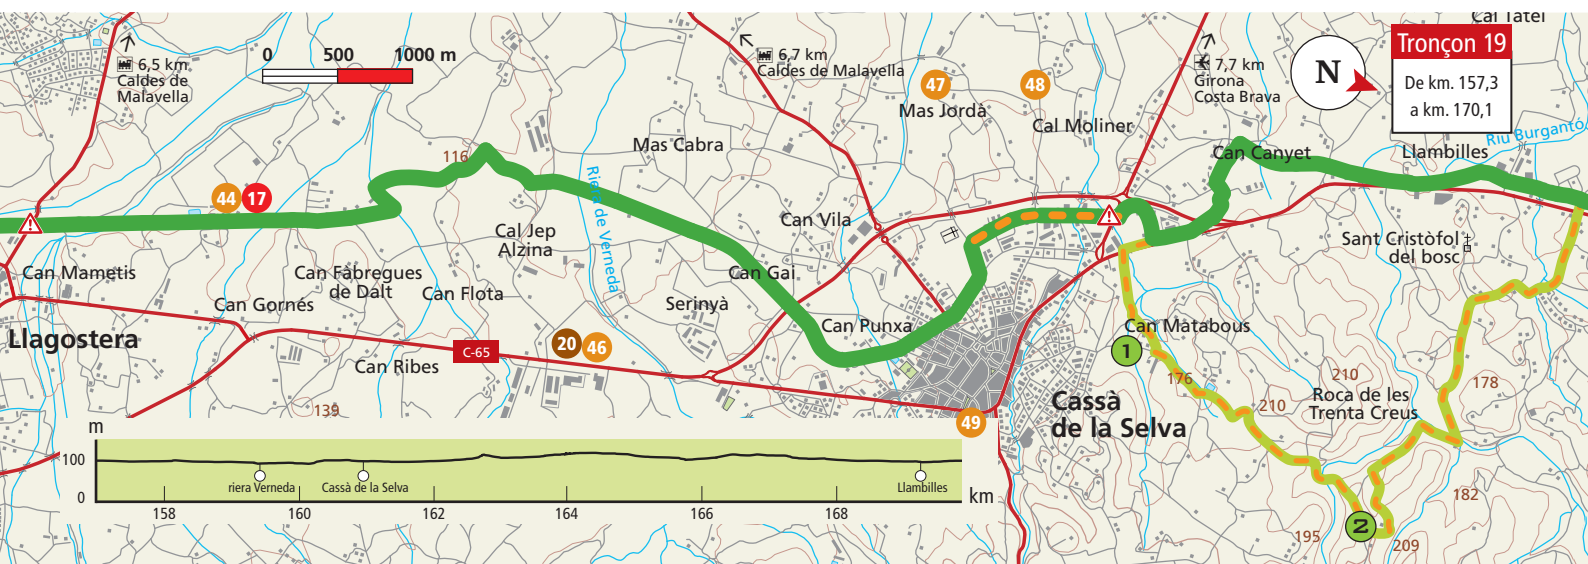 Cal Tatel
Tronçon 19
De km. 157,3
a km. 170,1
N
0 500 1000 m
6,5 km
Caldes de
Malavella
6,7 km
Caldes de Malavella
7,7 km
Girona
Costa Brava
47
48
Mas Jordà
Cal Moliner
Riu Burgantó
Can Canyet
Llambilles
Mas Cabra
116
44
17
Riera de Verneda
Can Vila
Cal Jep
Alzina
Sant Cristòfol
del bosc
Can Mametis
Can Fàbregues
de Dalt
Can Gai
Can Flota
Can Gornés
Serinyà
Can Punxa
Can Matabous
Llagostera
C-65
20
46
1
Can Ribes
176
210
178
Roca de les
Trenta Creus
210
139
Cassà
de la Selva
49
182
2
195
209
m
100
0
riera Verneda
Cassà de la Selva
Llambilles
km
158 160 162 164 166 168